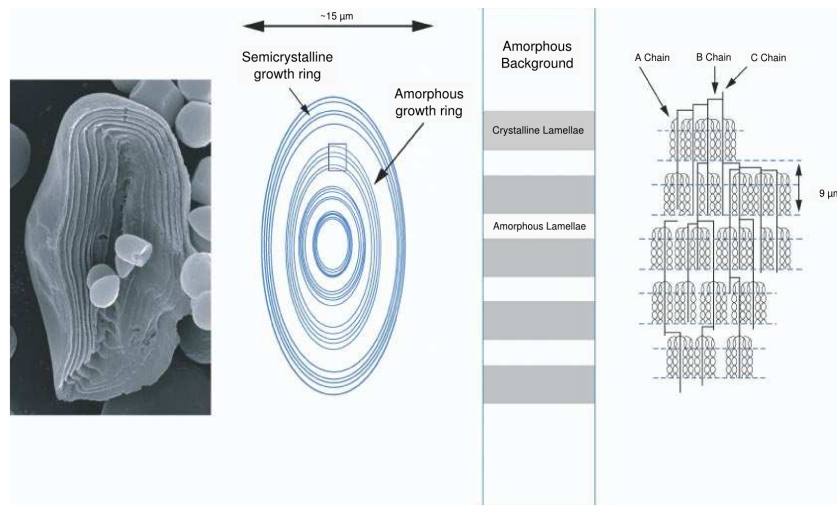 ~15 µm
Semicrystalline
growth ring
Amorphous
growth ring
Amorphous
Background
Crystalline Lamellae
Amorphous Lamellae
A Chain
B Chain
C Chain
9 µm